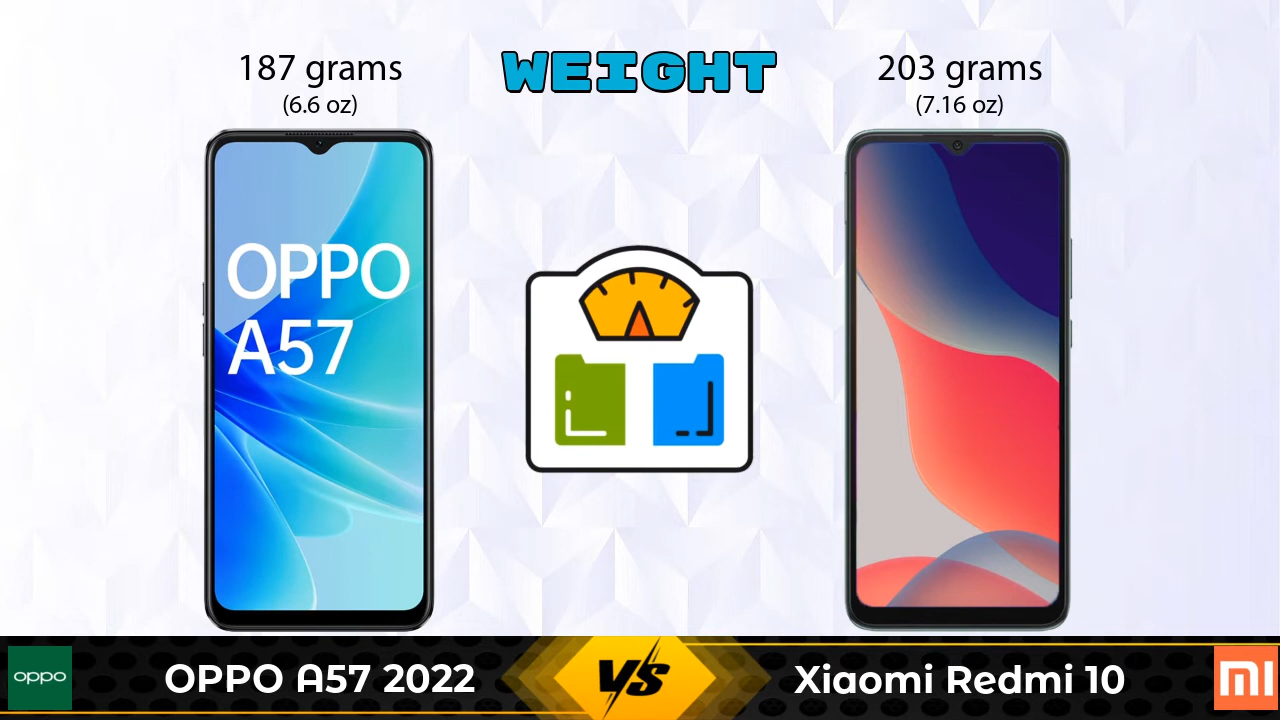 WEIGHT
187 grams
(6.6 oz)
203 grams
(7.16 oz)
OPPO
A57
oppo
OPPO A57 2022
VS
Xiaomi Redmi 10
mi